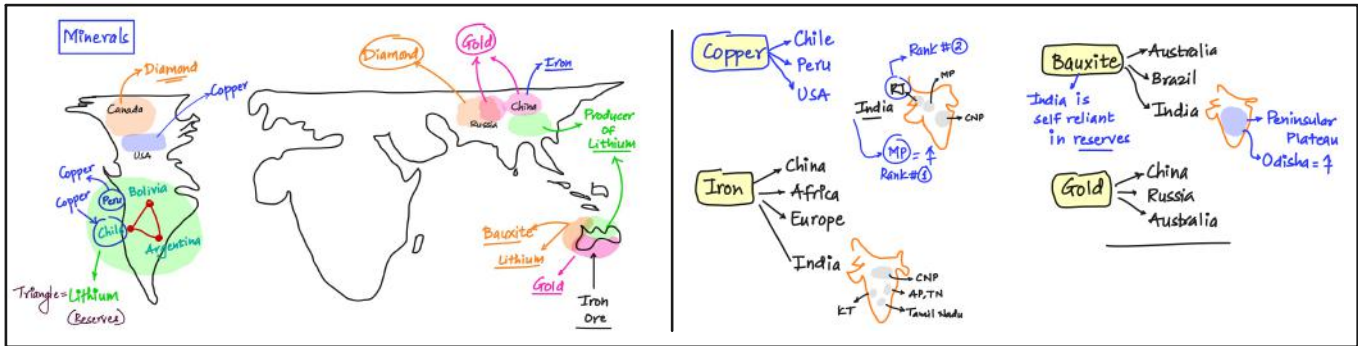 Minerals
Diamond
Canada
Copper
USA
Copper
Peru
Bolivia
Copper
Chile
Argentina
Triangle = Lithium
(Reserves)
Diamond
Gold
Iron
China
Russia
Producer
of
Lithium
Bauxite
Lithium
Gold
Iron
Ore
Copper
Chile
Peru
USA
Rank #②
RJ
MP
India
CNP
MP = ↑
Rank #①
Iron
China
Africa
Europe
India
CNP
AP, TN
KT
Tamil Nadu
Bauxite
Australia
Brazil
India
India is
self reliant
in reserves
Peninsular
Plateau
Odisha = ↑
Gold
China
Russia
Australia